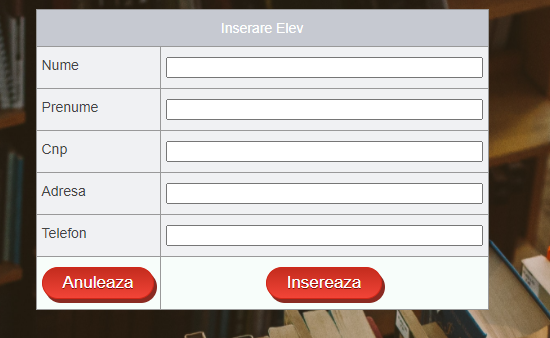 Inserare Elev
Nume
Prenume
Cnp
Adresa
Telefon
Anuleaza
Insereaza